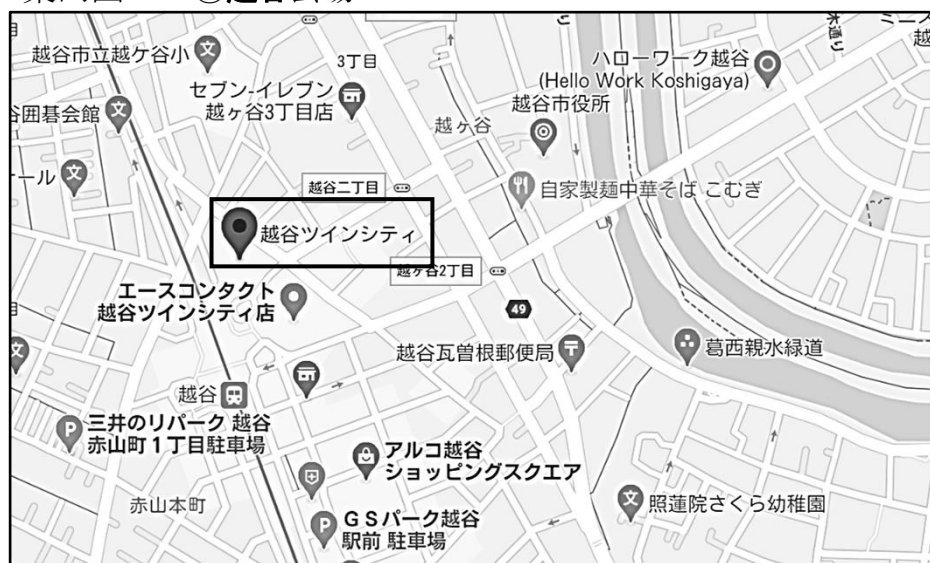 越谷市立越ケ谷小
3丁目
セブン-イレブン
越ヶ谷3丁目店
ハローワーク越谷
(Hello Work Koshigaya)
越谷市役所
谷囲碁会館
越ヶ谷
ール
越谷二丁目
自家製麺中華そば こむぎ
越谷ツインシティ
越ヶ谷2丁目
エースコンタクト
越谷ツインシティ店
49
越谷瓦曽根郵便局
葛西親水緑道
越谷
三井のリパーク 越谷
赤山町1丁目駐車場
アルコ越谷
ショッピングスクエア
赤山本町
照蓮院さくら幼稚園
GSパーク越谷
駅前 駐車場